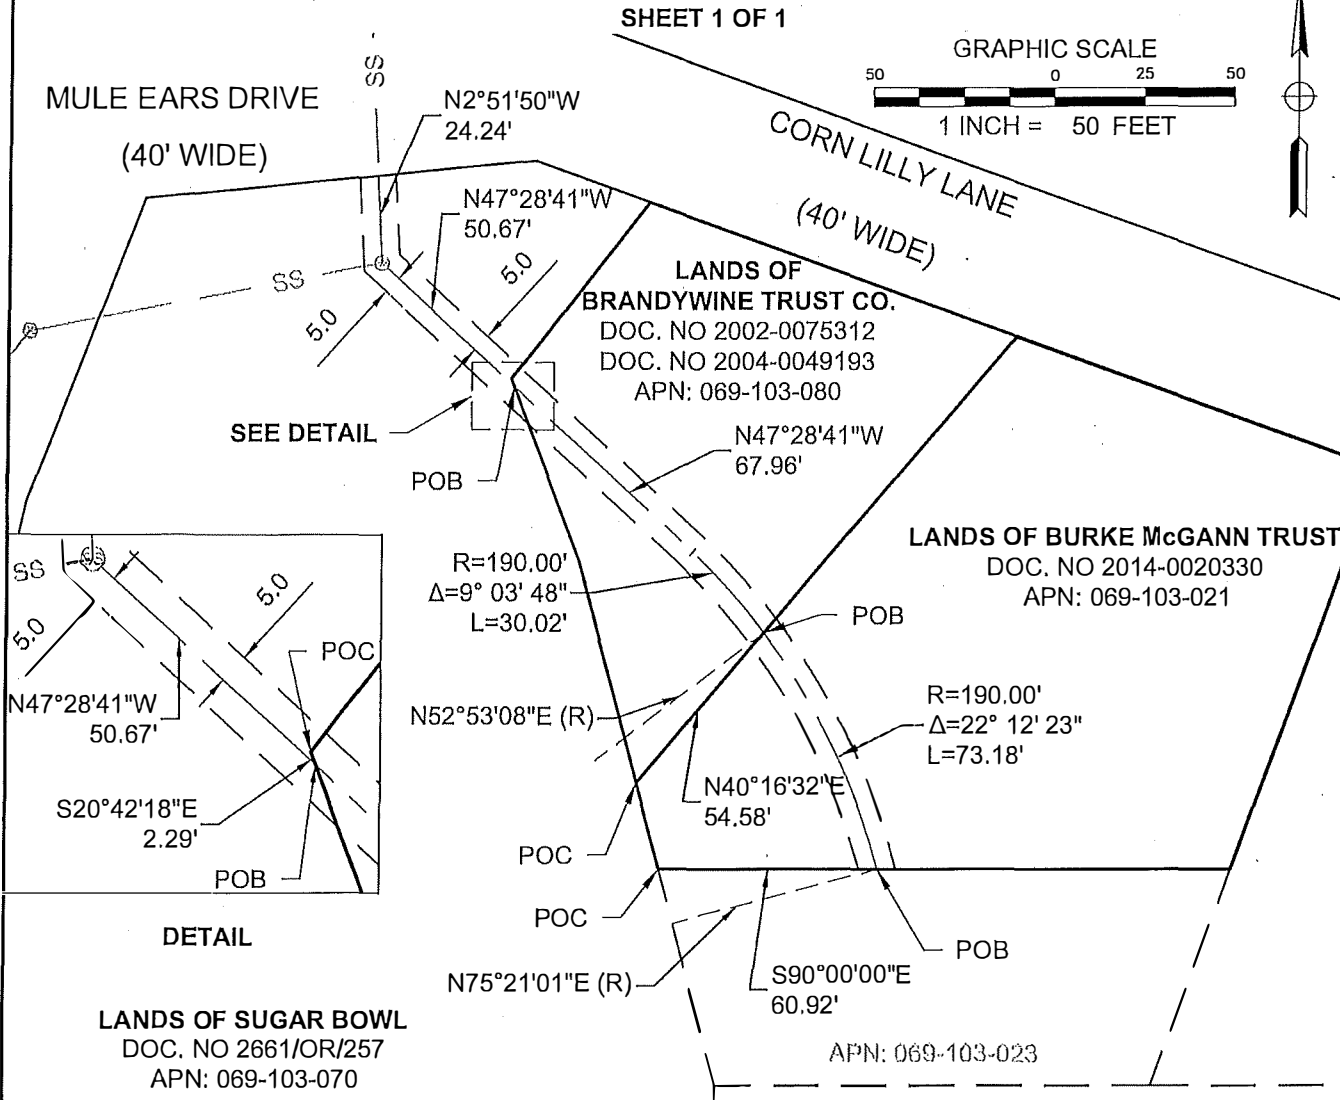 SHEET 1 OF 1
GRAPHIC SCALE
50 0 25 50
1 INCH = 50 FEET
SS
MULE EARS DRIVE
(40' WIDE)
N2°51'50"W
24.24'
CORN LILLY LANE
(40' WIDE)
N47°28'41"W
50.67'
SS
5.0
5.0
LANDS OF
BRANDYWINE TRUST CO.
DOC. NO 2002-0075312
DOC. NO 2004-0049193
APN: 069-103-080
SEE DETAIL
POB
N47°28'41"W
67.96'
LANDS OF BURKE McGANN TRUST
DOC. NO 2014-0020330
APN: 069-103-021
R=190.00'
Δ=9° 03' 48"
L=30.02'
POB
SS
5.0
5.0
POC
N47°28'41"W
50.67'
S20°42'18"E
2.29'
POB
DETAIL
N52°53'08"E (R)
R=190.00'
Δ=22° 12' 23"
L=73.18'
N40°16'32"E
54.58'
POC
POC
POB
N75°21'01"E (R)
S90°00'00"E
60.92'
LANDS OF SUGAR BOWL
DOC. NO 2661/OR/257
APN: 069-103-070
APN: 069-103-023